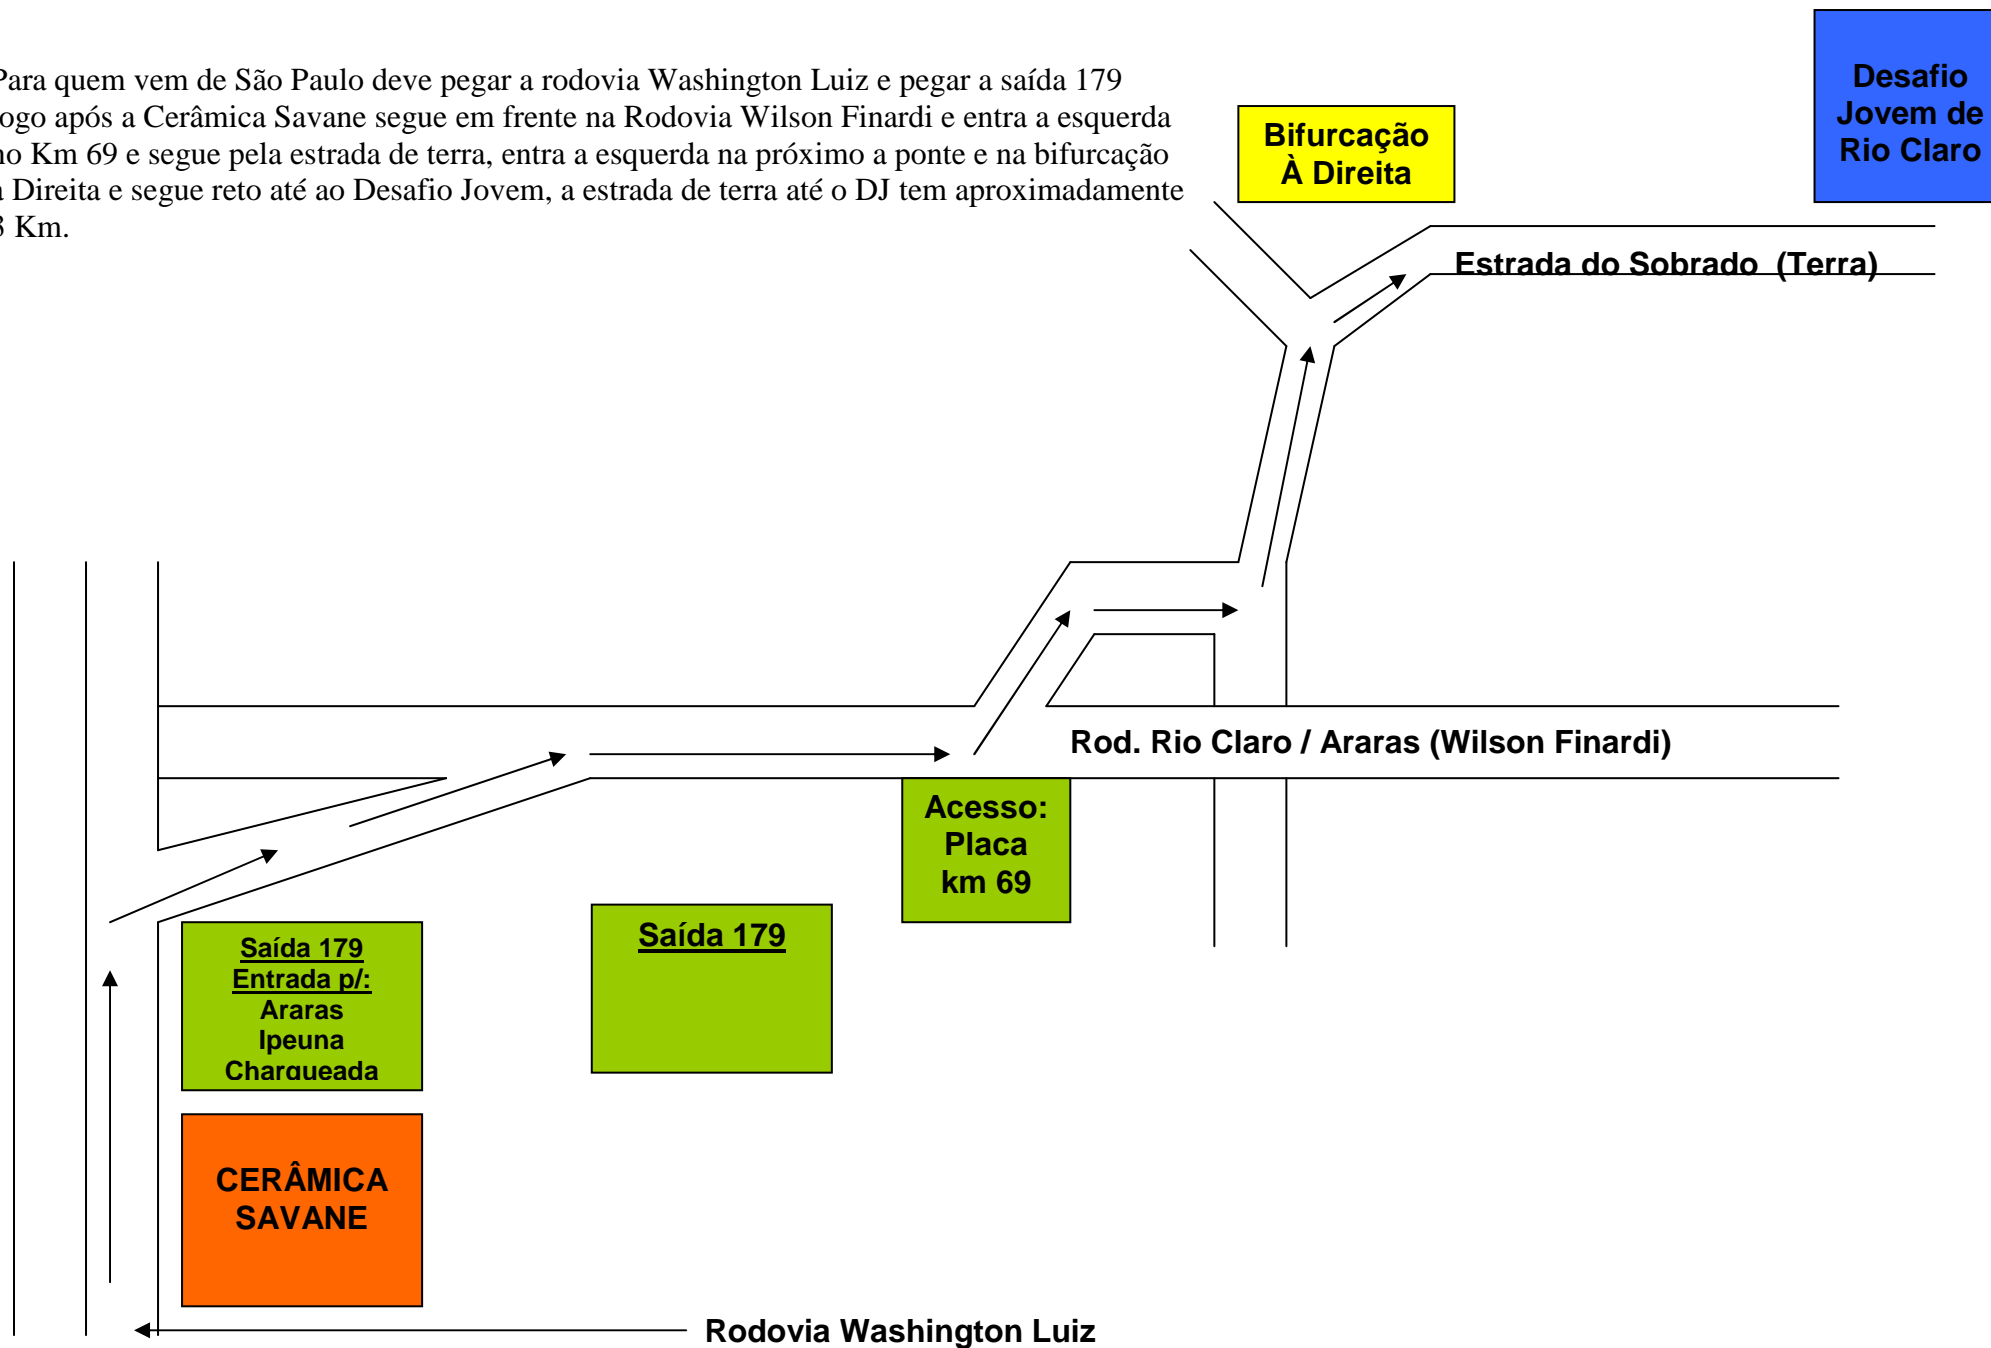 Para quem vem de São Paulo deve pegar a rodovia Washington Luiz e pegar a saída 179
logo após a Cerâmica Savane segue em frente na Rodovia Wilson Finardi e entra a esquerda
no Km 69 e segue pela estrada de terra, entra a esquerda na próximo a ponte e na bifurcação
a Direita e segue reto até ao Desafio Jovem, a estrada de terra até o DJ tem aproximadamente
3 Km.
Desafio
Jovem de
Rio Claro
Bifurcação
À Direita
Estrada do Sobrado (Terra)
Rod. Rio Claro / Araras (Wilson Finardi)
Acesso:
Placa
km 69
Saída 179
Saída 179
Entrada p/:
Araras
Ipeuna
Charqueada
CERÂMICA
SAVANE
Rodovia Washington Luiz